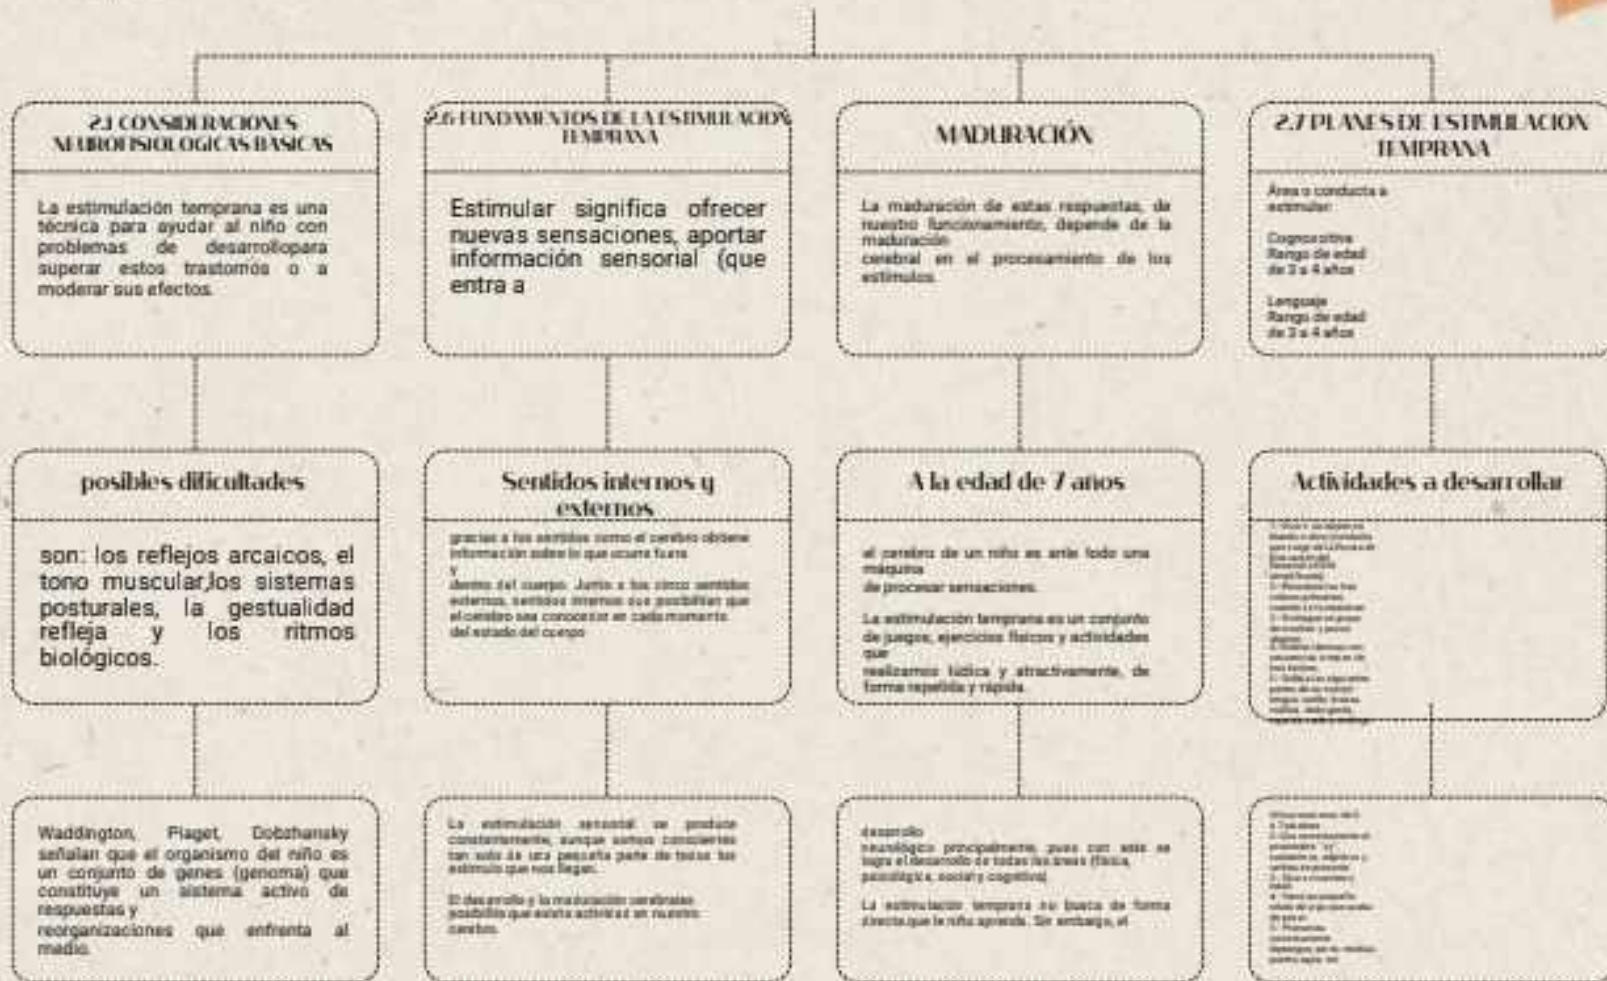 2.1 CONSIDERACIONES
NEUROFISIOLOGICAS BASICAS
La estimulación temprana es una
técnica para ayudar al niño con
problemas de desarrollopara
superar estos trastornos o a
moderar sus efectos.
posibles dificultades
son: los reflejos arcaicos, el
tono muscular,los sistemas
posturales, la gestualidad
refleja y los ritmos
biológicos.
Waddington, Piaget, Dobzhansky
señalan que el organismo del niño es
un conjunto de genes (genoma) que
constituye un sistema activo de
respuestas y
reorganizaciones que enfrenta al
medio.
2.6 FUNDAMENTOS DE LA ESTIMULACION
TEMPRANA
Estimular significa ofrecer
nuevas sensaciones, aportar
información sensorial (que
entra a
Sentidos internos y
externos
gracias a los sentidos como el cerebro obtiene
información sobre lo que ocurre fuera
y
dentro del cuerpo. Junto a los cinco sentidos
externos, sentidos internos que posibilitan que
el cerebro sea conocedor en cada momento
del estado del cuerpo
La estimulación sensorial se produce
constantemente, aunque somos conscientes
tan solo de una pequeña parte de todos los
estímulo que nos llegan.
El desarrollo y la maduración cerebrales
posibilita que exista actividad en nuestro
cerebro.
MADURACIÓN
La maduración de estas respuestas, de
nuestro funcionamiento, depende de la
maduración
cerebral en el procesamiento de los
estímulos.
A la edad de 7 anos
el cerebro de un niño es ante todo una
máquina
de procesar sensaciones.
La estimulación temprana es un conjunto
de juegos, ejercicios físicos y actividades
que
realizamos lúdica y atractivamente, de
forma repetida y rápida.
desarrollo
neurológico principalmente, pues con este se
logra el desarrollo de todas las áreas (física,
psicológica, social y cognitiva)
La estimulación temprana no busca de forma
directa que le niño aprenda. Sin embargo, el
2.7 PLANES DE ESTIMULACION
TEMPRANA
Área o conducta a
estimular:
Cognoscitiva
Rango de edad
de 3 a 4 años
Lenguaje
Rango de edad
de 3 a 4 años
Actividades a desarrollar